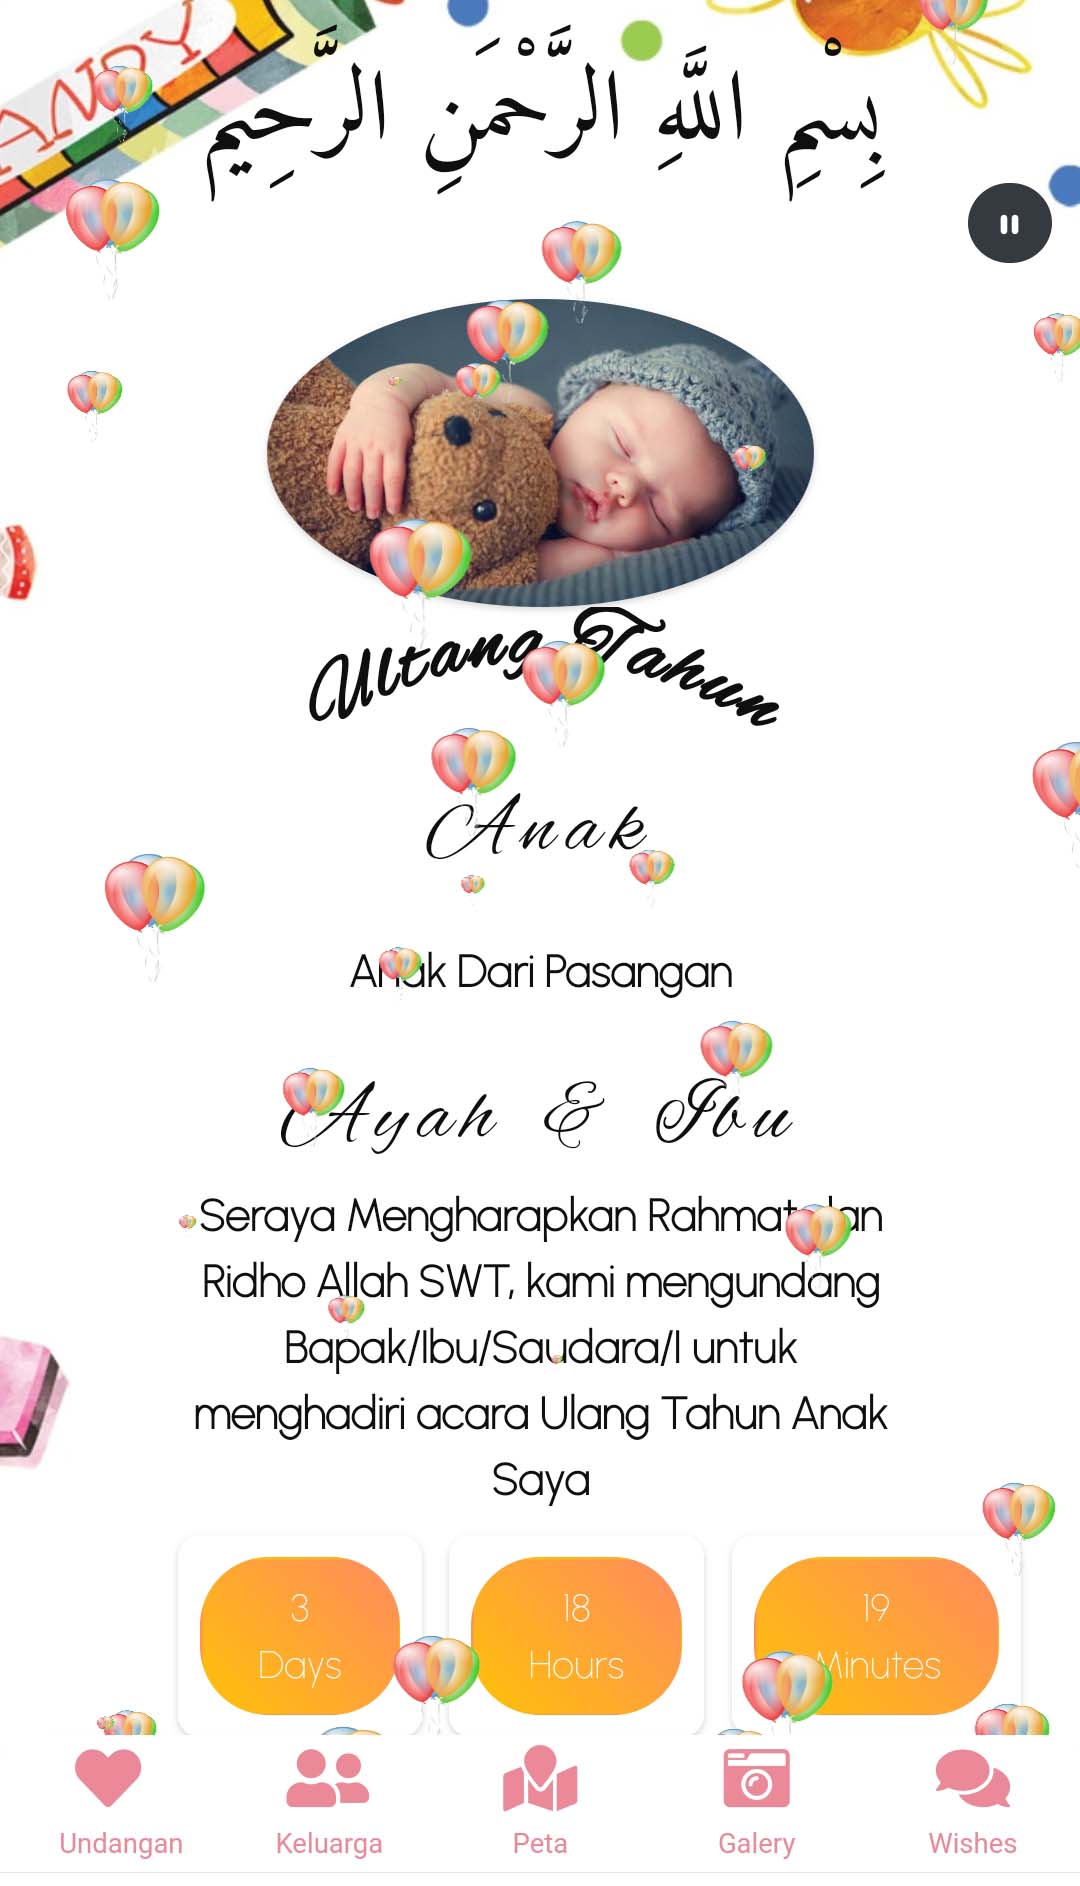 ANDY
بِسْمِ اللَّهِ الرَّحْمَنِ الرَّحِيم
Ultang Tahun
Anak
Anak Dari Pasangan
Ayah & Ibu
Seraya Mengharapkan Rahmat dan
Ridho Allah SWT, kami mengundang
Bapak/Ibu/Saudara/I untuk
menghadiri acara Ulang Tahun Anak
Saya
3 18 19
Days Hours Minutes
Undangan Keluarga Peta Galery Wishes